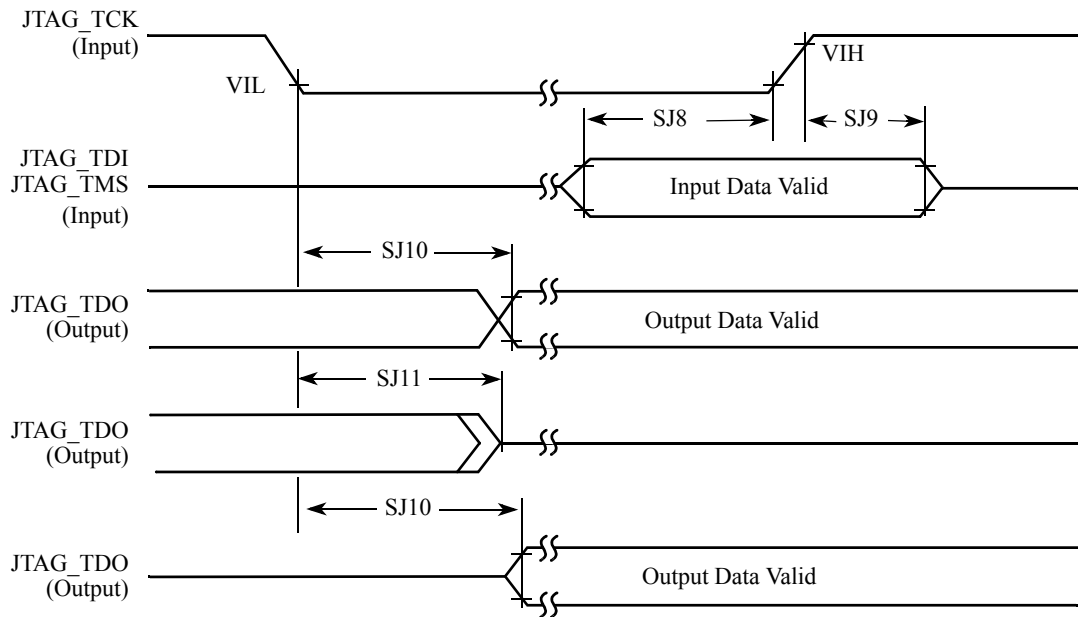 JTAG_TCK
(Input)
VIL
VIH
SJ8
SJ9
JTAG_TDI
JTAG_TMS
(Input)
Input Data Valid
SJ10
JTAG_TDO
(Output)
Output Data Valid
SJ11
JTAG_TDO
(Output)
SJ10
JTAG_TDO
(Output)
Output Data Valid